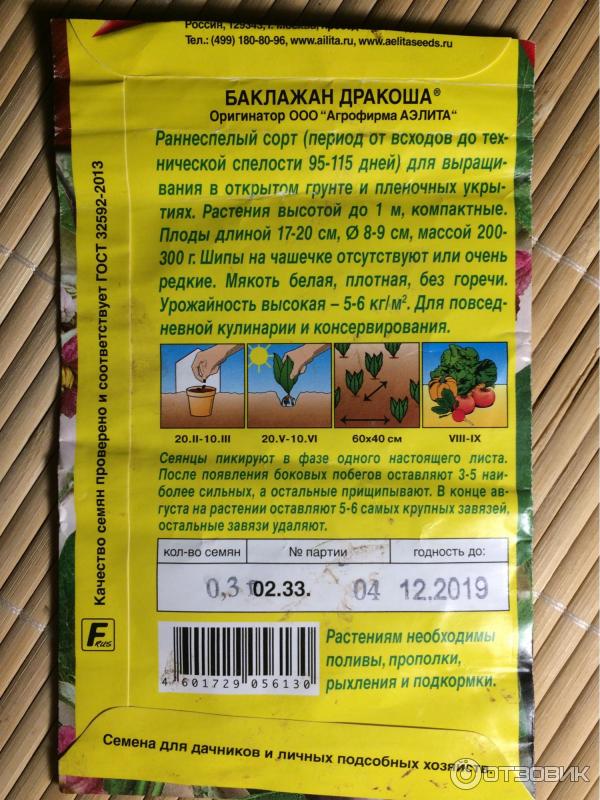 Россия, 129343, г. Москва, проезд
Тел.: (499) 180-80-96, www.ailita.ru, www.aelitaseeds.ru
БАКЛАЖАН ДРАКОША®
Оригинатор ООО "Агрофирма АЭЛИТА"
Раннеспелый сорт (период от всходов до тех-
нической спелости 95-115 дней) для выращи-
вания в открытом грунте и пленочных укры-
тиях. Растения высотой до 1 м, компактные.
Плоды длиной 17-20 см, Ø 8-9 см, массой 200-
300 г. Шипы на чашечке отсутствуют или очень
редкие. Мякоть белая, плотная, без горечи.
Урожайность высокая – 5-6 кг/м². Для повсед-
невной кулинарии и консервирования.
20.II-10.III 20.V-10.VI 60х40 см VIII-IX
Сеянцы пикируют в фазе одного настоящего листа.
После появления боковых побегов оставляют 3-5 наи-
более сильных, а остальные прищипывают. В конце ав-
густа на растении оставляют 5-6 самых крупных завязей,
остальные завязи удаляют.
кол-во семян № партии годность до:
0,3 г 02.33. 04 12.2019
4 601729 056130
Растениям необходимы
поливы, прополки,
рыхления и подкормки.
Качество семян проверено и соответствует ГОСТ 32592-2013
F RUS
Семена для дачников и личных подсобных хозяйств
ОТЗОВИК